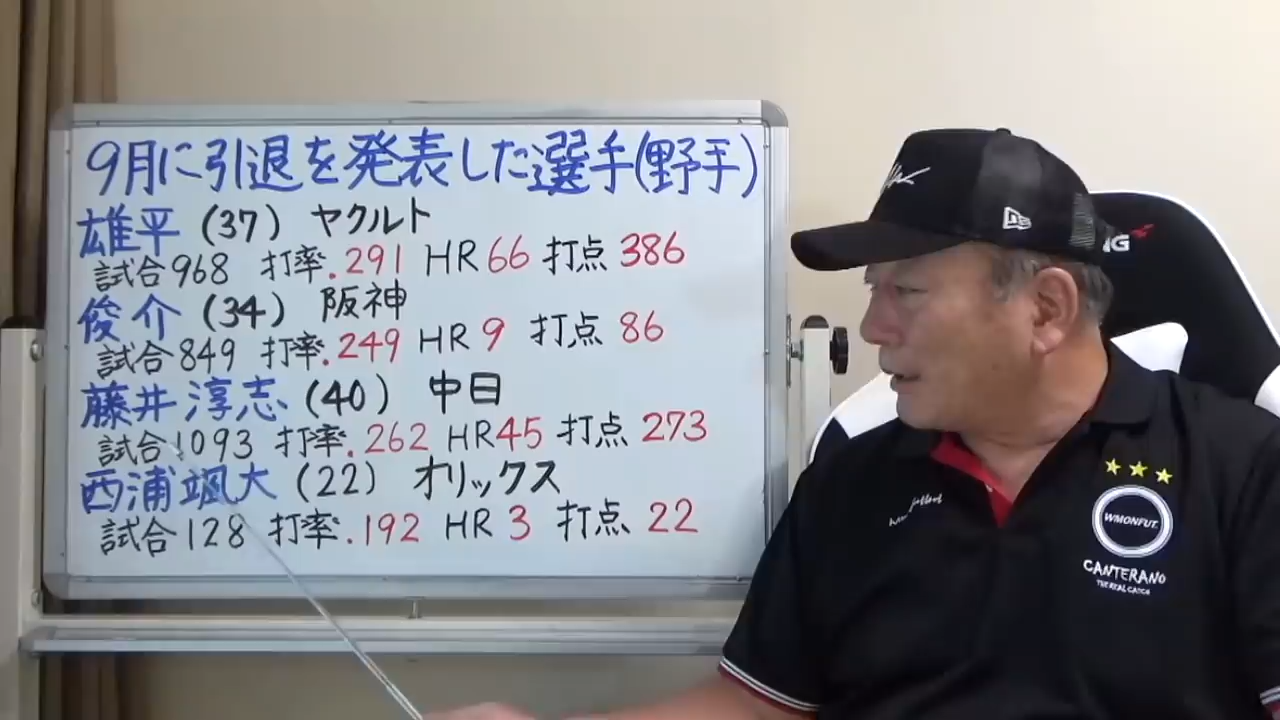 9月に引退を発表した選手(野手)
雄平 (37) ヤクルト
試合968 打率.291 HR66 打点386
俊介 (34) 阪神
試合849 打率.249 HR9 打点86
藤井淳志 (40) 中日
試合1093 打率.262 HR45 打点273
西浦颯大 (22) オリックス
試合128 打率.192 HR3 打点22
WMONFUT.
CANTERANO
THE REAL CATCH